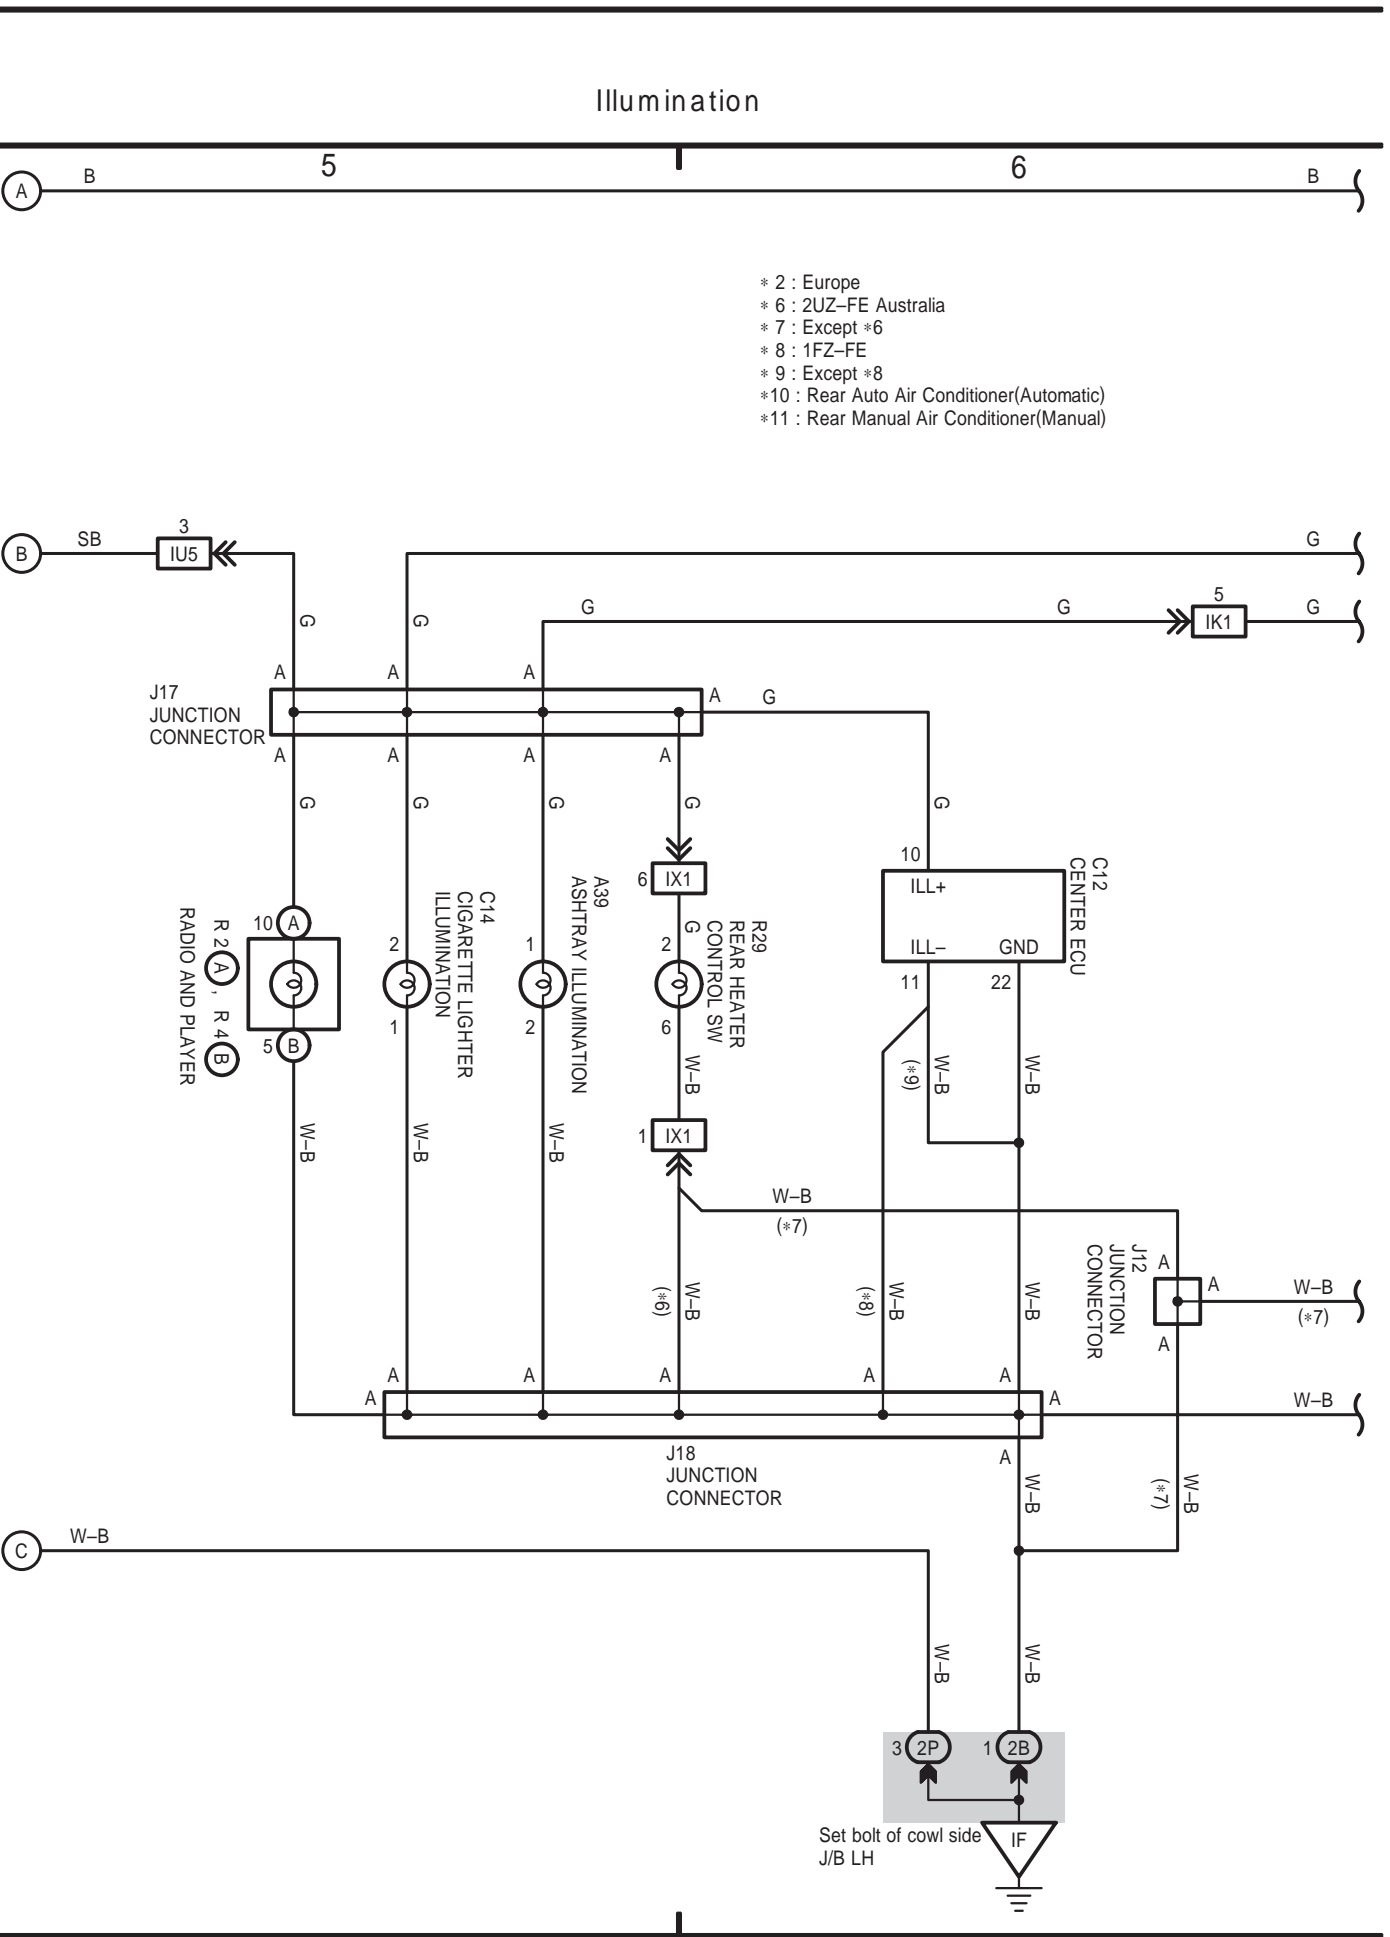 Illumination
5
6
A
B
B
* 2 : Europe
* 6 : 2UZ–FE Australia
* 7 : Except *6
* 8 : 1FZ–FE
* 9 : Except *8
*10 : Rear Auto Air Conditioner(Automatic)
*11 : Rear Manual Air Conditioner(Manual)
B
SB
3
IU5
G
G
G
5
IK1
G
G
G
A
A
A
J17
JUNCTION
CONNECTOR
A
G
A
A
A
A
G
G
G
G
G
10
ILL+
ILL–
GND
11
22
C12
CENTER ECU
6
IX1
G
10
A
5
B
R 2 A , R 4 B
RADIO AND PLAYER
2
1
C14
CIGARETTE LIGHTER
ILLUMINATION
1
2
A39
ASHTRAY ILLUMINATION
2
6
R29
REAR HEATER
CONTROL SW
W–B
W–B
(*9)
W–B
W–B
W–B
W–B
1
IX1
W–B
(*7)
W–B
(*6)
W–B
(*8)
W–B
J12
JUNCTION
CONNECTOR
A
A
W–B
(*7)
A
A
A
A
A
A
A
A
W–B
J18
JUNCTION
CONNECTOR
A
W–B
W–B
(*7)
C
W–B
W–B
W–B
3
2P
1
2B
Set bolt of cowl side
J/B LH
IF